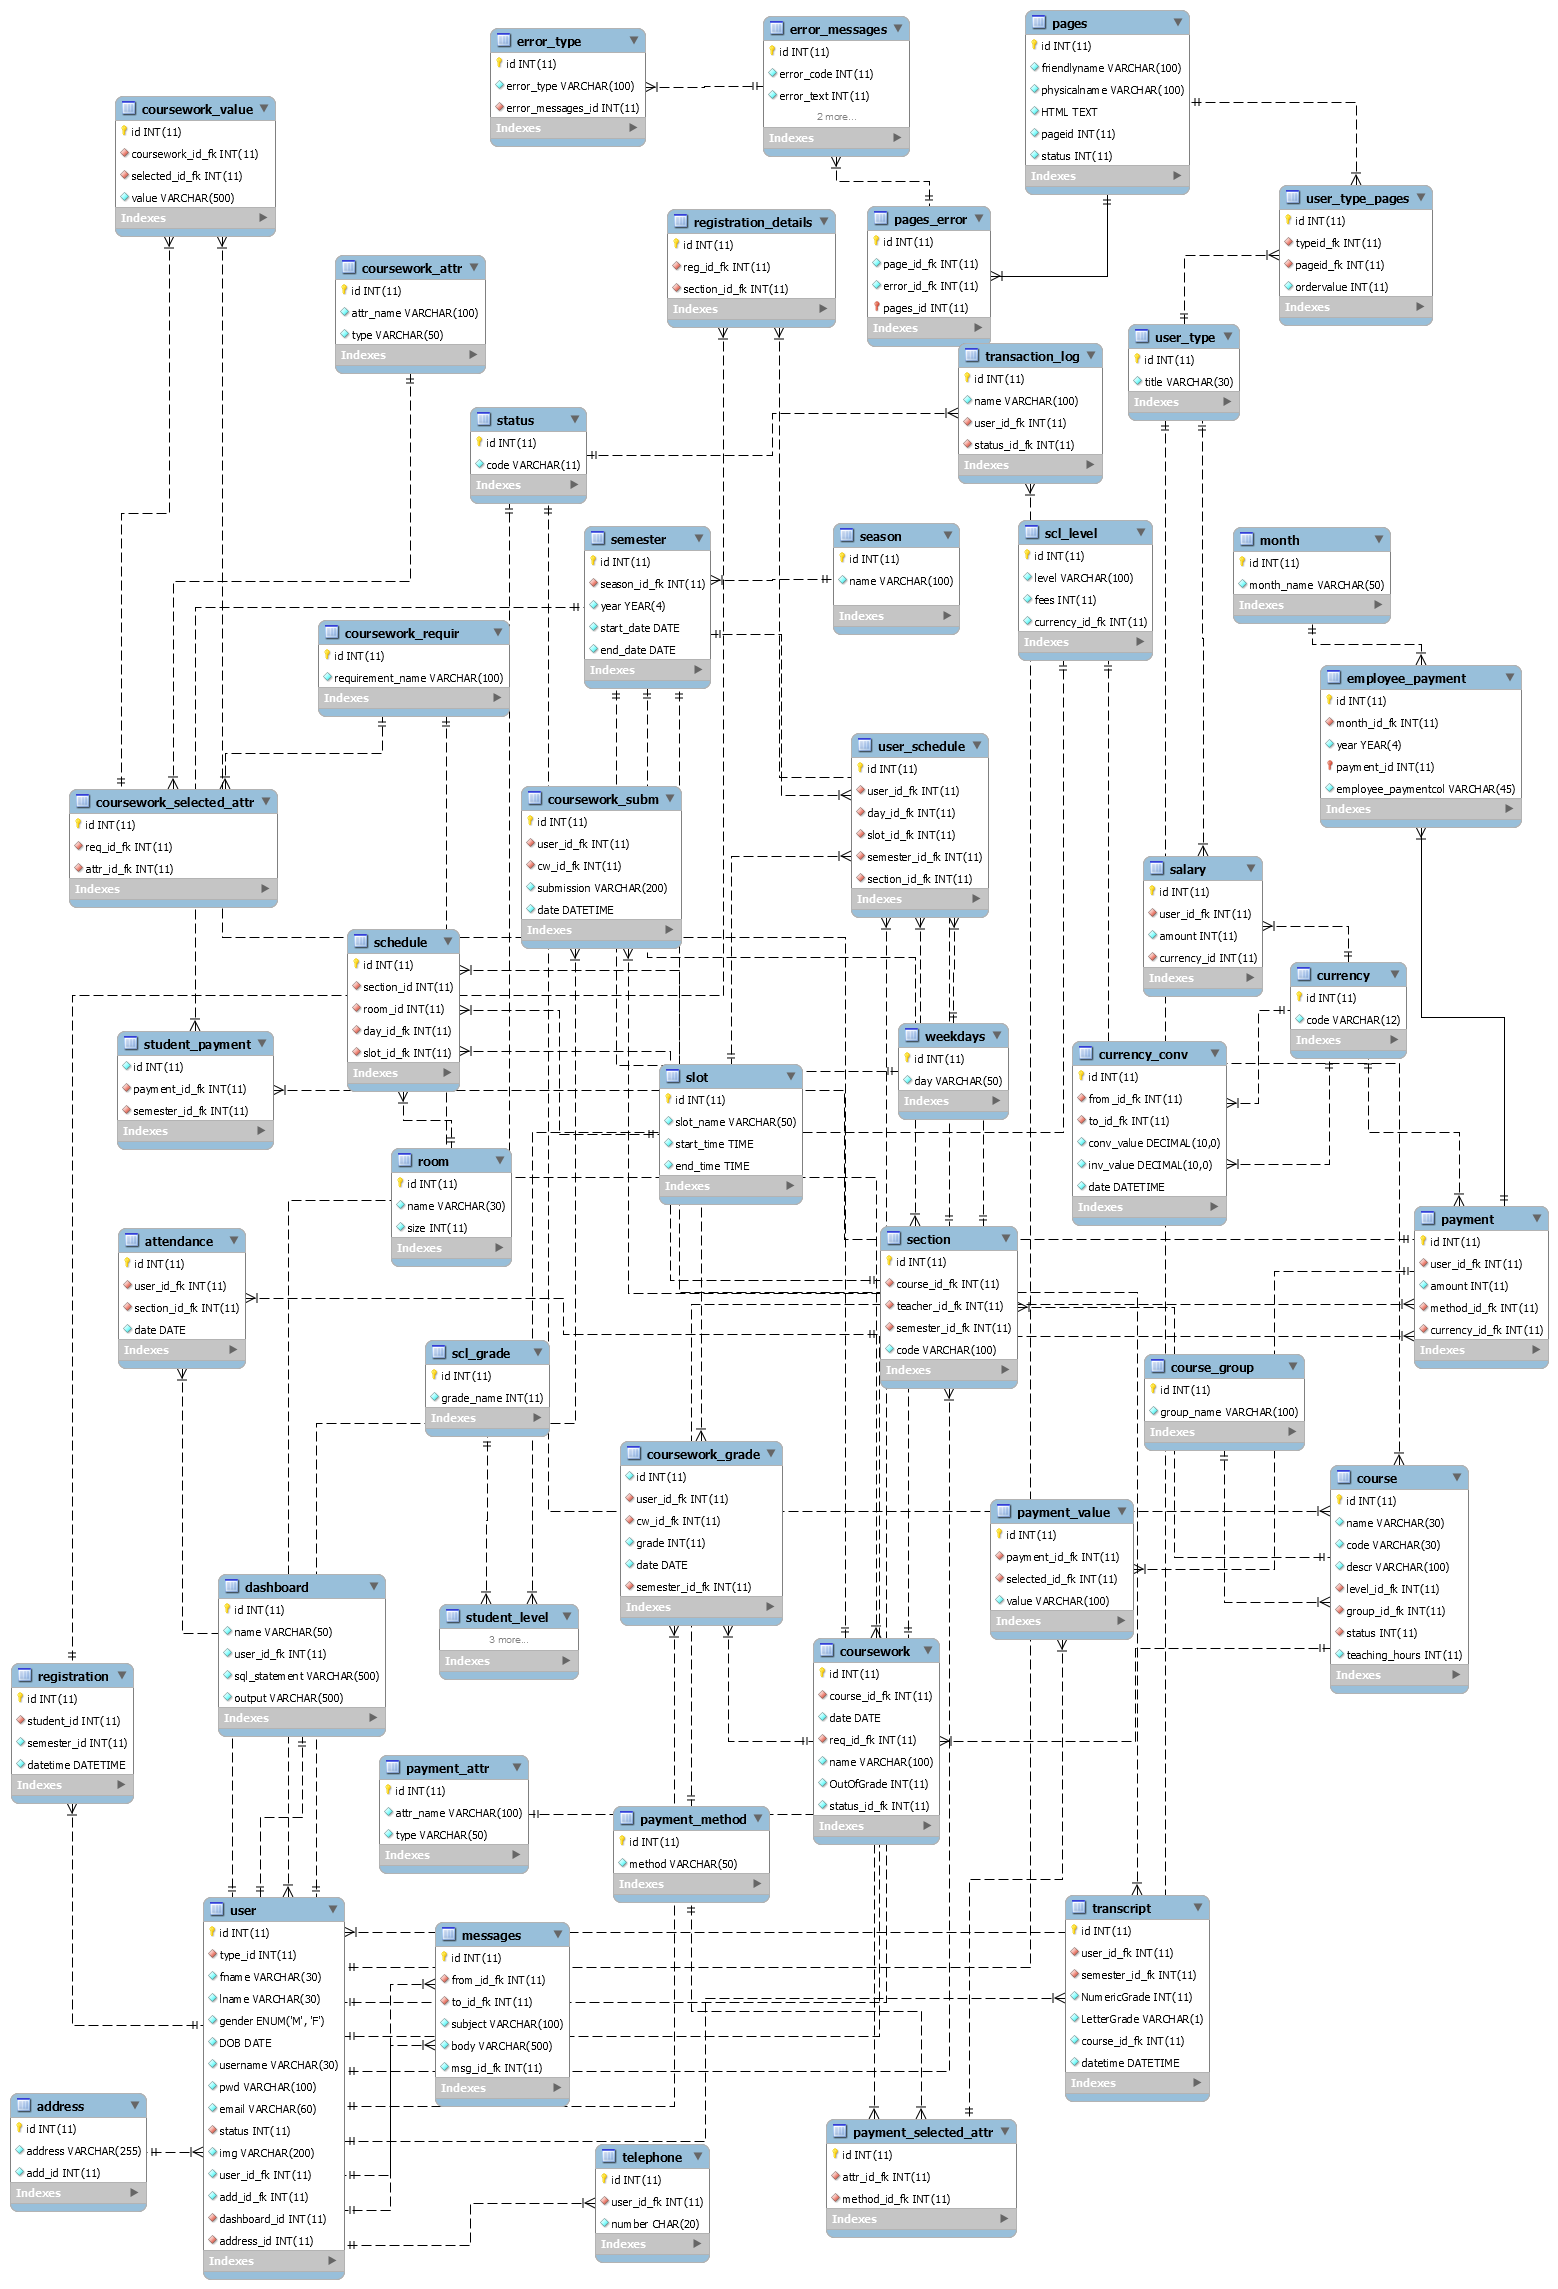 error_type
id INT(11)
error_type VARCHAR(100)
error_messages_id INT(11)
Indexes
error_messages
id INT(11)
error_code INT(11)
error_text INT(11)
2 more...
Indexes
pages
id INT(11)
friendlyname VARCHAR(100)
physicalname VARCHAR(100)
HTML TEXT
pageid INT(11)
status INT(11)
Indexes
coursework_value
id INT(11)
coursework_id_fk INT(11)
selected_id_fk INT(11)
value VARCHAR(500)
Indexes
user_type_pages
id INT(11)
typeid_fk INT(11)
pageid_fk INT(11)
ordervalue INT(11)
Indexes
registration_details
id INT(11)
reg_id_fk INT(11)
section_id_fk INT(11)
Indexes
pages_error
id INT(11)
page_id_fk INT(11)
error_id_fk INT(11)
pages_id INT(11)
Indexes
coursework_attr
id INT(11)
attr_name VARCHAR(100)
type VARCHAR(50)
Indexes
user_type
id INT(11)
title VARCHAR(30)
Indexes
transaction_log
id INT(11)
name VARCHAR(100)
user_id_fk INT(11)
status_id_fk INT(11)
Indexes
status
id INT(11)
code VARCHAR(11)
Indexes
semester
id INT(11)
season_id_fk INT(11)
year YEAR(4)
start_date DATE
end_date DATE
Indexes
season
id INT(11)
name VARCHAR(100)
Indexes
scl_level
id INT(11)
level VARCHAR(100)
fees INT(11)
currency_id_fk INT(11)
Indexes
month
id INT(11)
month_name VARCHAR(50)
Indexes
coursework_requir
id INT(11)
requirement_name VARCHAR(100)
Indexes
employee_payment
id INT(11)
month_id_fk INT(11)
year YEAR(4)
payment_id INT(11)
employee_paymentcol VARCHAR(45)
Indexes
user_schedule
id INT(11)
user_id_fk INT(11)
day_id_fk INT(11)
slot_id_fk INT(11)
semester_id_fk INT(11)
section_id_fk INT(11)
Indexes
coursework_selected_attr
id INT(11)
req_id_fk INT(11)
attr_id_fk INT(11)
Indexes
coursework_subm
id INT(11)
user_id_fk INT(11)
cw_id_fk INT(11)
submission VARCHAR(200)
date DATETIME
Indexes
salary
id INT(11)
user_id_fk INT(11)
amount INT(11)
currency_id INT(11)
Indexes
schedule
id INT(11)
section_id INT(11)
room_id INT(11)
day_id_fk INT(11)
slot_id_fk INT(11)
Indexes
currency
id INT(11)
code VARCHAR(12)
Indexes
student_payment
id INT(11)
payment_id_fk INT(11)
semester_id_fk INT(11)
Indexes
weekdays
id INT(11)
day VARCHAR(50)
Indexes
currency_conv
id INT(11)
from_id_fk INT(11)
to_id_fk INT(11)
conv_value DECIMAL(10,0)
inv_value DECIMAL(10,0)
date DATETIME
Indexes
slot
id INT(11)
slot_name VARCHAR(50)
start_time TIME
end_time TIME
Indexes
room
id INT(11)
name VARCHAR(30)
size INT(11)
Indexes
payment
id INT(11)
user_id_fk INT(11)
amount INT(11)
method_id_fk INT(11)
currency_id_fk INT(11)
Indexes
attendance
id INT(11)
user_id_fk INT(11)
section_id_fk INT(11)
date DATE
Indexes
section
id INT(11)
course_id_fk INT(11)
teacher_id_fk INT(11)
semester_id_fk INT(11)
code VARCHAR(100)
Indexes
scl_grade
id INT(11)
grade_name INT(11)
Indexes
course_group
id INT(11)
group_name VARCHAR(100)
Indexes
coursework_grade
id INT(11)
user_id_fk INT(11)
cw_id_fk INT(11)
grade INT(11)
date DATE
semester_id_fk INT(11)
Indexes
course
id INT(11)
name VARCHAR(30)
code VARCHAR(30)
descr VARCHAR(100)
level_id_fk INT(11)
group_id_fk INT(11)
status INT(11)
teaching_hours INT(11)
Indexes
payment_value
id INT(11)
payment_id_fk INT(11)
selected_id_fk INT(11)
value VARCHAR(100)
Indexes
dashboard
id INT(11)
name VARCHAR(50)
user_id_fk INT(11)
sql_statement VARCHAR(500)
output VARCHAR(500)
Indexes
student_level
3 more...
Indexes
coursework
id INT(11)
course_id_fk INT(11)
date DATE
req_id_fk INT(11)
name VARCHAR(100)
OutOfGrade INT(11)
status_id_fk INT(11)
Indexes
registration
id INT(11)
student_id INT(11)
semester_id INT(11)
datetime DATETIME
Indexes
payment_attr
id INT(11)
attr_name VARCHAR(100)
type VARCHAR(50)
Indexes
payment_method
id INT(11)
method VARCHAR(50)
Indexes
user
id INT(11)
type_id INT(11)
fname VARCHAR(30)
lname VARCHAR(30)
gender ENUM('M', 'F')
DOB DATE
username VARCHAR(30)
pwd VARCHAR(100)
email VARCHAR(60)
status INT(11)
img VARCHAR(200)
user_id_fk INT(11)
add_id_fk INT(11)
dashboard_id INT(11)
address_id INT(11)
Indexes
messages
id INT(11)
from_id_fk INT(11)
to_id_fk INT(11)
subject VARCHAR(100)
body VARCHAR(500)
msg_id_fk INT(11)
Indexes
transcript
id INT(11)
user_id_fk INT(11)
semester_id_fk INT(11)
NumericGrade INT(11)
LetterGrade VARCHAR(1)
course_id_fk INT(11)
datetime DATETIME
Indexes
address
id INT(11)
address VARCHAR(255)
add_id INT(11)
Indexes
telephone
id INT(11)
user_id_fk INT(11)
number CHAR(20)
Indexes
payment_selected_attr
id INT(11)
attr_id_fk INT(11)
method_id_fk INT(11)
Indexes